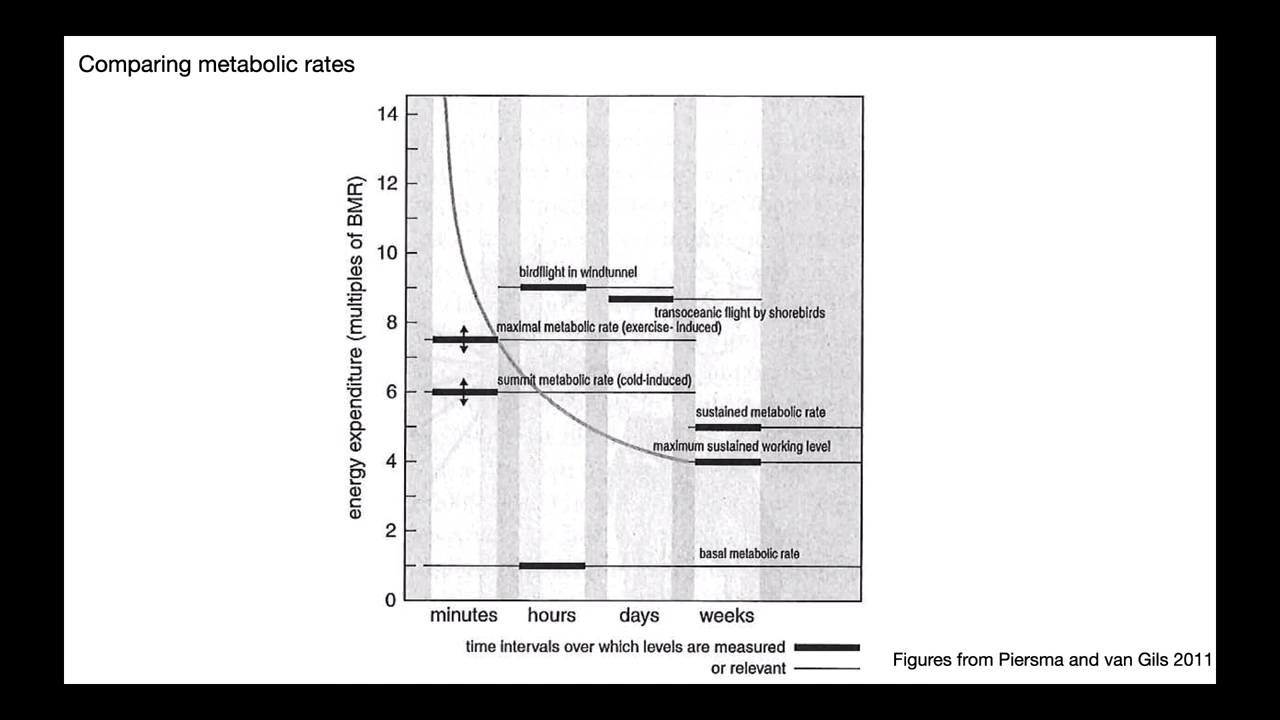 Comparing metabolic rates
energy expenditure (multiples of BMR)
14
12
10
8
6
4
2
0
birdflight in windtunnel
transoceanic flight by shorebirds
maximal metabolic rate (exercise- induced)
summit metabolic rate (cold-induced)
sustained metabolic rate
maximum sustained working level
basal metabolic rate
minutes hours days weeks
time intervals over which levels are measured
or relevant
Figures from Piersma and van Gils 2011